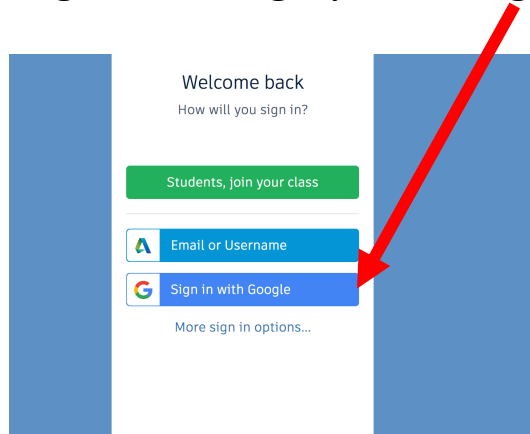 Welcome back
How will you sign in?
Students, join your class
Email or Username
Sign in with Google
More sign in options...